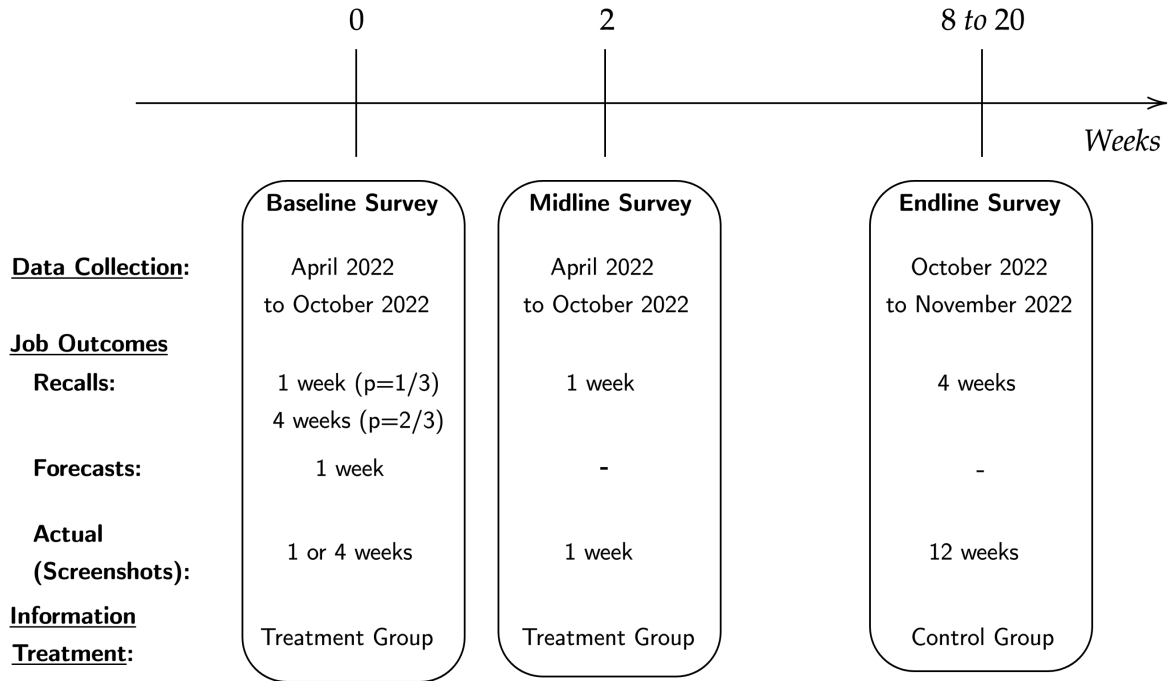 0 2 8 to 20
Weeks
Baseline Survey Midline Survey Endline Survey
Data Collection: April 2022 April 2022 October 2022
to October 2022 to October 2022 to November 2022
Job Outcomes
Recalls: 1 week (p=1/3) 1 week 4 weeks
4 weeks (p=2/3)
Forecasts: 1 week - -
Actual
(Screenshots): 1 or 4 weeks 1 week 12 weeks
Information
Treatment: Treatment Group Treatment Group Control Group